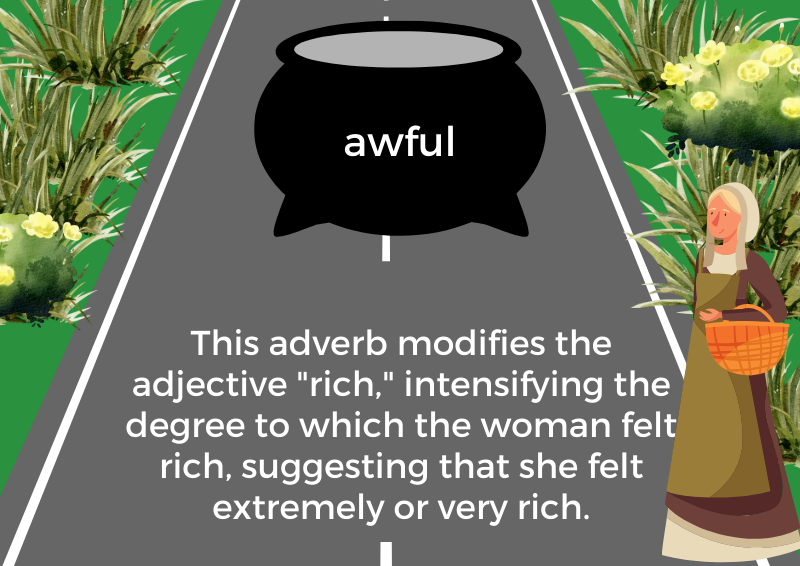 awful
This adverb modifies the
adjective "rich," intensifying the
degree to which the woman felt
rich, suggesting that she felt
extremely or very rich.